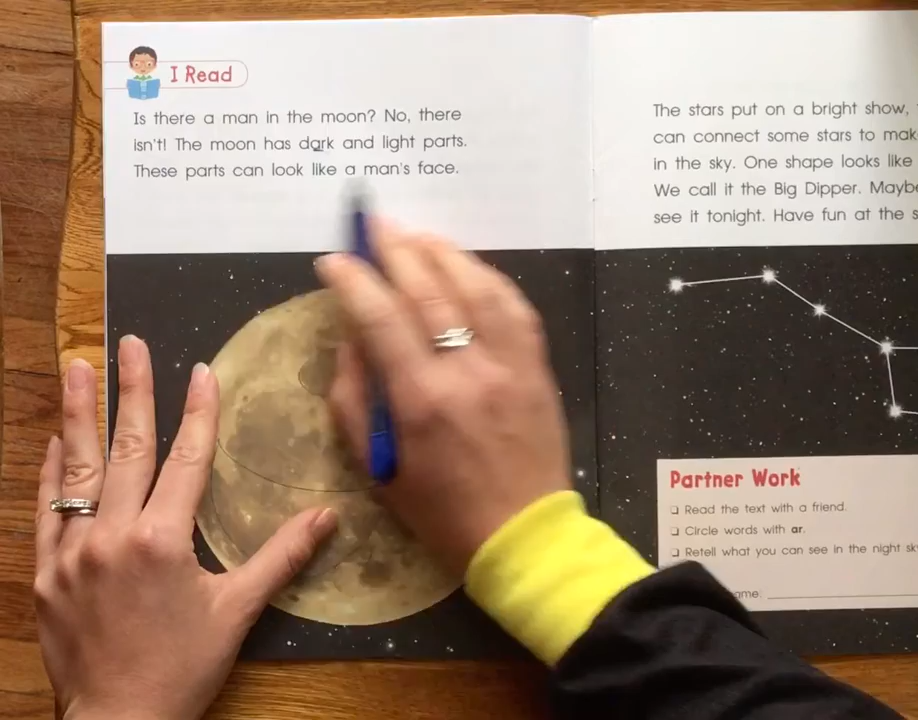 I Read
Is there a man in the moon? No, there
isn't! The moon has dark and light parts.
These parts can look like a man's face.
The stars put on a bright show,
can connect some stars to mak
in the sky. One shape looks like
We call it the Big Dipper. Maybe
see it tonight. Have fun at the s
Partner Work
❑ Read the text with a friend.
❑ Circle words with ar.
❑ Retell what you can see in the night sk
ame: